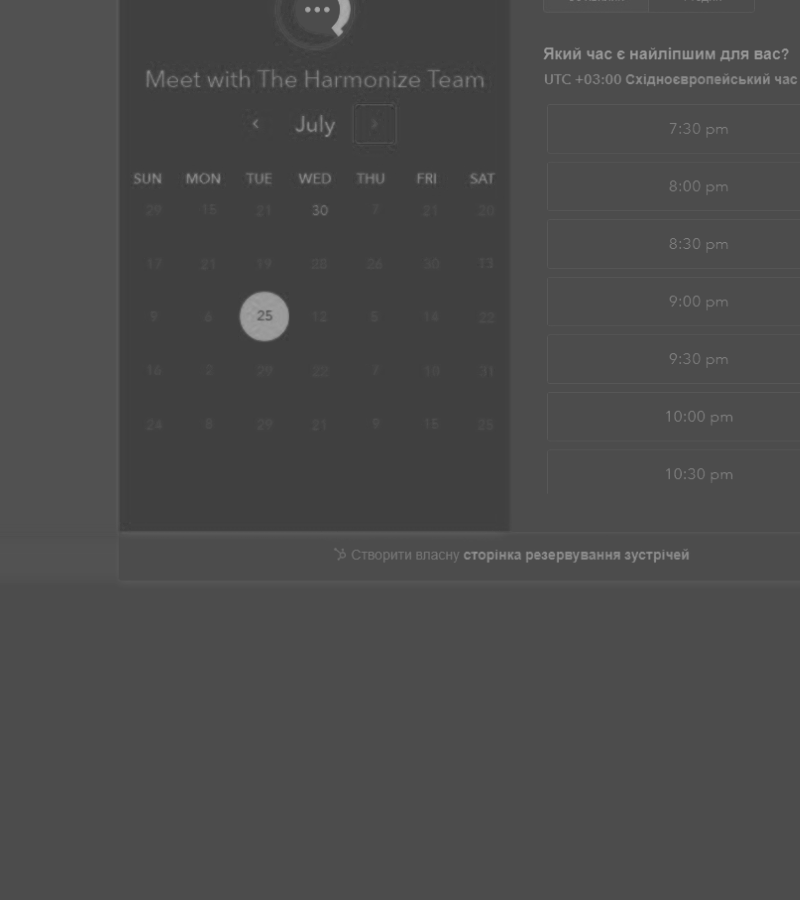 Meet with The Harmonize Team
July
SUN MON TUE WED THU FRI SAT
29 15 21 30 7 21 20
17 21 19 28 26 30 13
9 6 25 12 8 14 22
16 2 29 22 7 10 31
24 8 29 21 9 15 25
Який час є найліпшим для вас?
UTC +03:00 Східноєвропейський час
7:30 pm
8:00 pm
8:30 pm
9:00 pm
9:30 pm
10:00 pm
10:30 pm
Створити власну сторінка резервування зустрічей